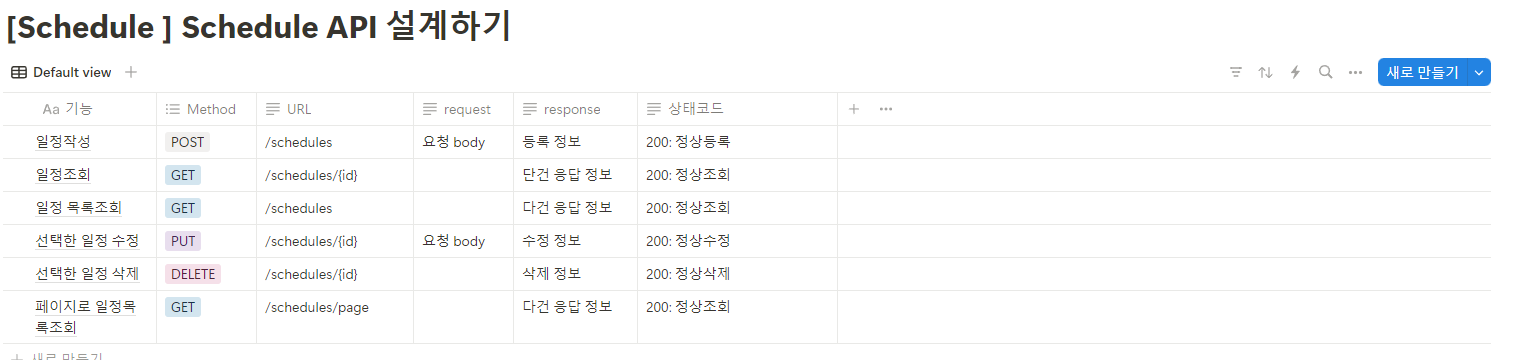 [Schedule ] Schedule API 설계하기
Default view
새로 만들기
Aa 기능 Method URL request response 상태코드
일정작성 POST /schedules 요청 body 등록 정보 200: 정상등록
일정조회 GET /schedules/{id} 단건 응답 정보 200: 정상조회
일정 목록조회 GET /schedules 다건 응답 정보 200: 정상조회
선택한 일정 수정 PUT /schedules/{id} 요청 body 수정 정보 200: 정상수정
선택한 일정 삭제 DELETE /schedules/{id} 삭제 정보 200: 정상삭제
페이지로 일정목 GET /schedules/page 다건 응답 정보 200: 정상조회
록조회
+ 새로 만들기